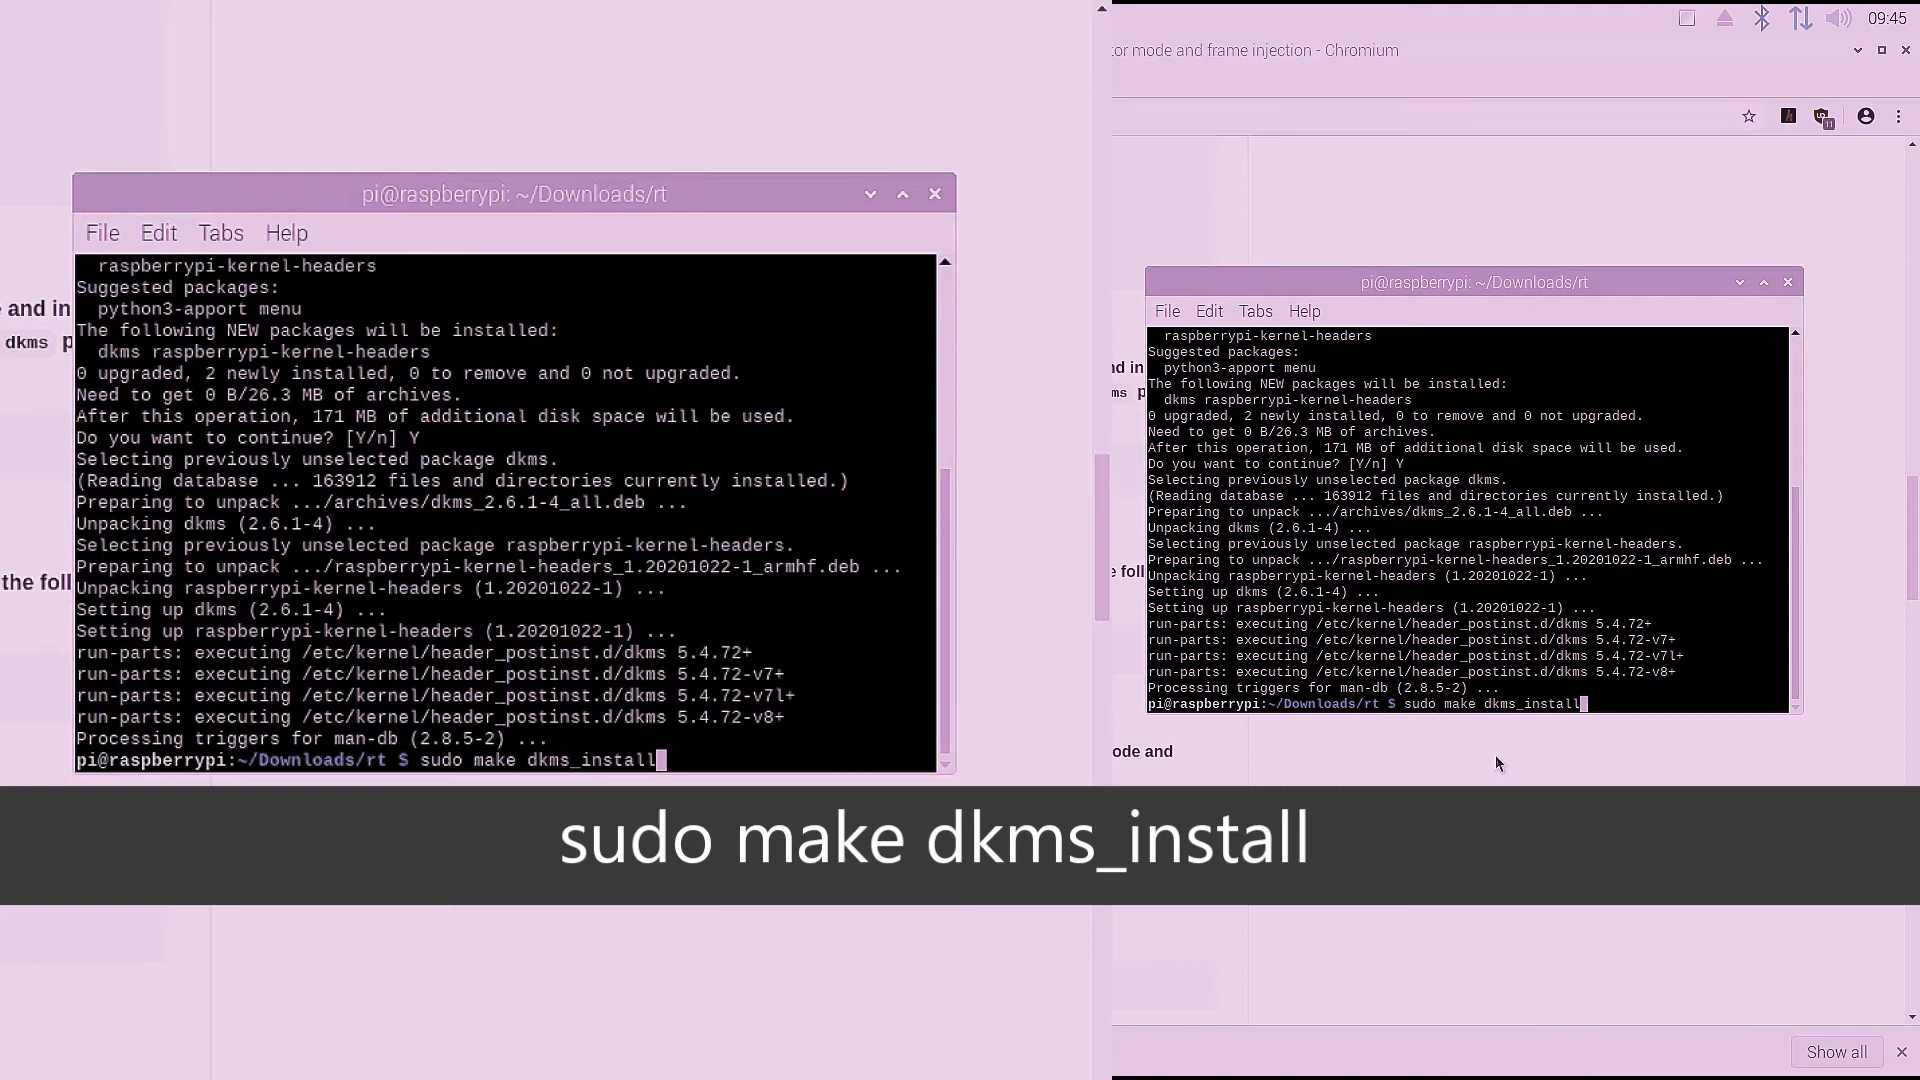 and in
dkms
the foll
pi@raspberrypi: ~/Downloads/rt
File Edit Tabs Help
raspberrypi-kernel-headers
Suggested packages:
python3-apport menu
The following NEW packages will be installed:
dkms raspberrypi-kernel-headers
0 upgraded, 2 newly installed, 0 to remove and 0 not upgraded.
Need to get 0 B/26.3 MB of archives.
After this operation, 171 MB of additional disk space will be used.
Do you want to continue? [Y/n] Y
Selecting previously unselected package dkms.
(Reading database ... 163912 files and directories currently installed.)
Preparing to unpack .../archives/dkms_2.6.1-4_all.deb ...
Unpacking dkms (2.6.1-4) ...
Selecting previously unselected package raspberrypi-kernel-headers.
Preparing to unpack .../raspberrypi-kernel-headers_1.20201022-1_armhf.deb ...
Unpacking raspberrypi-kernel-headers (1.20201022-1) ...
Setting up dkms (2.6.1-4) ...
Setting up raspberrypi-kernel-headers (1.20201022-1) ...
run-parts: executing /etc/kernel/header_postinst.d/dkms 5.4.72+
run-parts: executing /etc/kernel/header_postinst.d/dkms 5.4.72-v7+
run-parts: executing /etc/kernel/header_postinst.d/dkms 5.4.72-v7l+
run-parts: executing /etc/kernel/header_postinst.d/dkms 5.4.72-v8+
Processing triggers for man-db (2.8.5-2) ...
pi@raspberrypi:~/Downloads/rt $ sudo make dkms_install
09:45
or mode and frame injection - Chromium
11
nd in
ms p
e foll
pi@raspberrypi: ~/Downloads/rt
File Edit Tabs Help
raspberrypi-kernel-headers
Suggested packages:
python3-apport menu
The following NEW packages will be installed:
dkms raspberrypi-kernel-headers
0 upgraded, 2 newly installed, 0 to remove and 0 not upgraded.
Need to get 0 B/26.3 MB of archives.
After this operation, 171 MB of additional disk space will be used.
Do you want to continue? [Y/n] Y
Selecting previously unselected package dkms.
(Reading database ... 163912 files and directories currently installed.)
Preparing to unpack .../archives/dkms_2.6.1-4_all.deb ...
Unpacking dkms (2.6.1-4) ...
Selecting previously unselected package raspberrypi-kernel-headers.
Preparing to unpack .../raspberrypi-kernel-headers_1.20201022-1_armhf.deb ...
Unpacking raspberrypi-kernel-headers (1.20201022-1) ...
Setting up dkms (2.6.1-4) ...
Setting up raspberrypi-kernel-headers (1.20201022-1) ...
run-parts: executing /etc/kernel/header_postinst.d/dkms 5.4.72+
run-parts: executing /etc/kernel/header_postinst.d/dkms 5.4.72-v7+
run-parts: executing /etc/kernel/header_postinst.d/dkms 5.4.72-v7l+
run-parts: executing /etc/kernel/header_postinst.d/dkms 5.4.72-v8+
Processing triggers for man-db (2.8.5-2) ...
pi@raspberrypi:~/Downloads/rt $ sudo make dkms_install
ode and
sudo make dkms_install
Show all